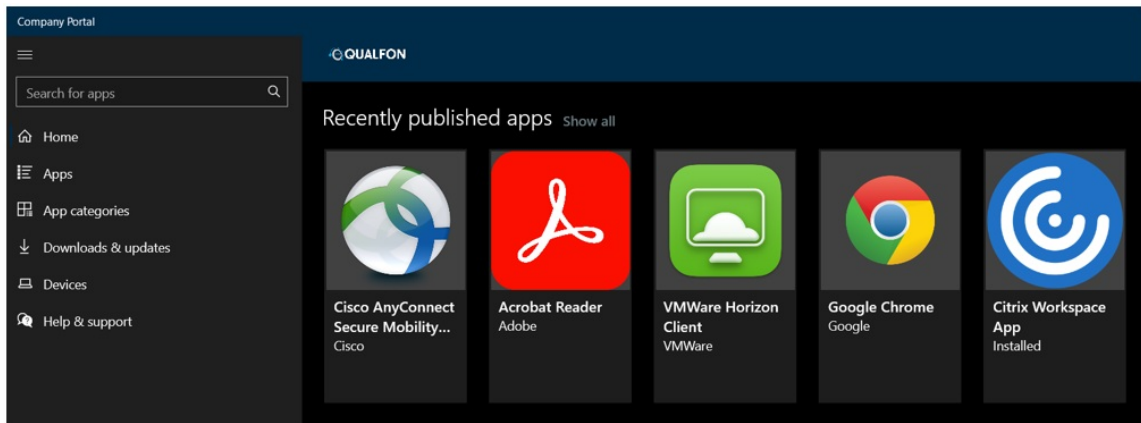 Company Portal
QUALFON
Search for apps
Home
Apps
App categories
Downloads & updates
Devices
Help & support
Recently published apps Show all
Cisco AnyConnect
Secure Mobility...
Cisco
Acrobat Reader
Adobe
VMWare Horizon
Client
VMWare
Google Chrome
Google
Citrix Workspace
App
Installed